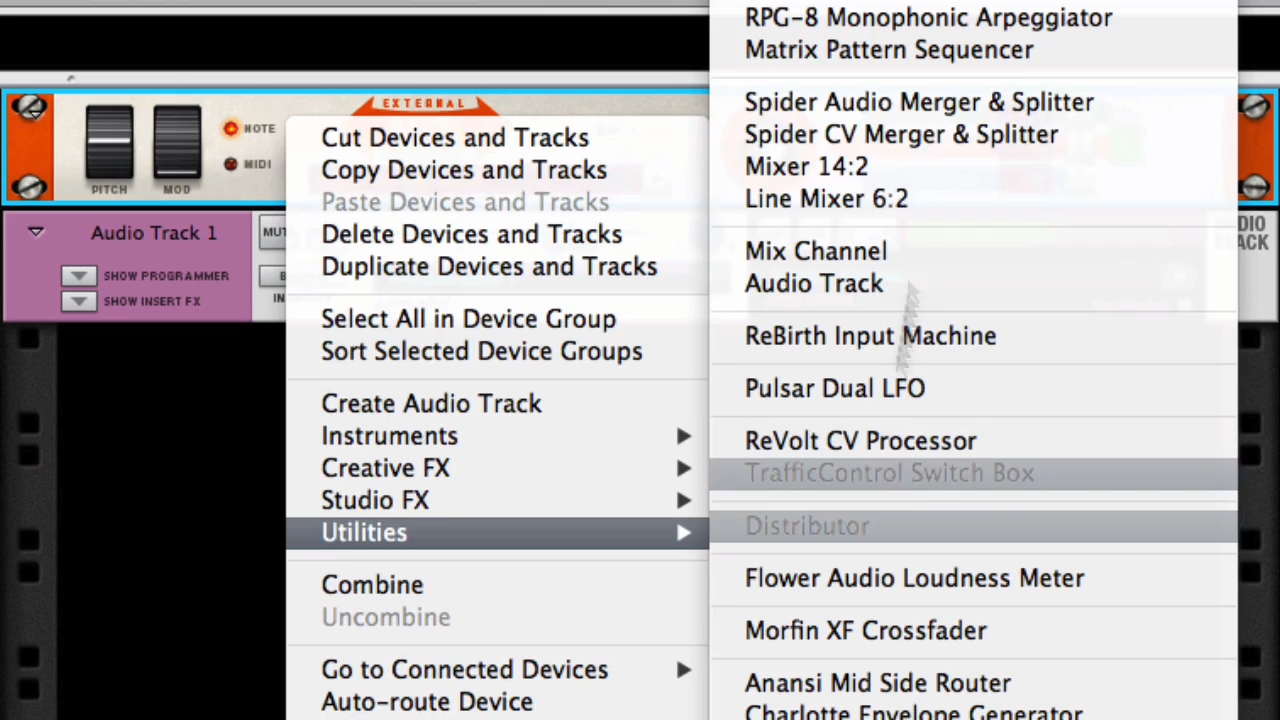 RPG-8 Monophonic Arpeggiator
Matrix Pattern Sequencer
Spider Audio Merger & Splitter
Spider CV Merger & Splitter
Mixer 14:2
Line Mixer 6:2
Mix Channel
Audio Track
ReBirth Input Machine
Pulsar Dual LFO
ReVolt CV Processor
TrafficControl Switch Box
Distributor
Flower Audio Loudness Meter
Morfin XF Crossfader
Anansi Mid Side Router
Charlotte Envelope Generator
EXTERNAL
NOTE
MIDI
PITCH
MOD
Cut Devices and Tracks
Copy Devices and Tracks
Paste Devices and Tracks
Delete Devices and Tracks
Duplicate Devices and Tracks
Select All in Device Group
Sort Selected Device Groups
Create Audio Track
Instruments
Creative FX
Studio FX
Utilities
Combine
Uncombine
Go to Connected Devices
Auto-route Device
Audio Track 1
SHOW PROGRAMMER
SHOW INSERT FX